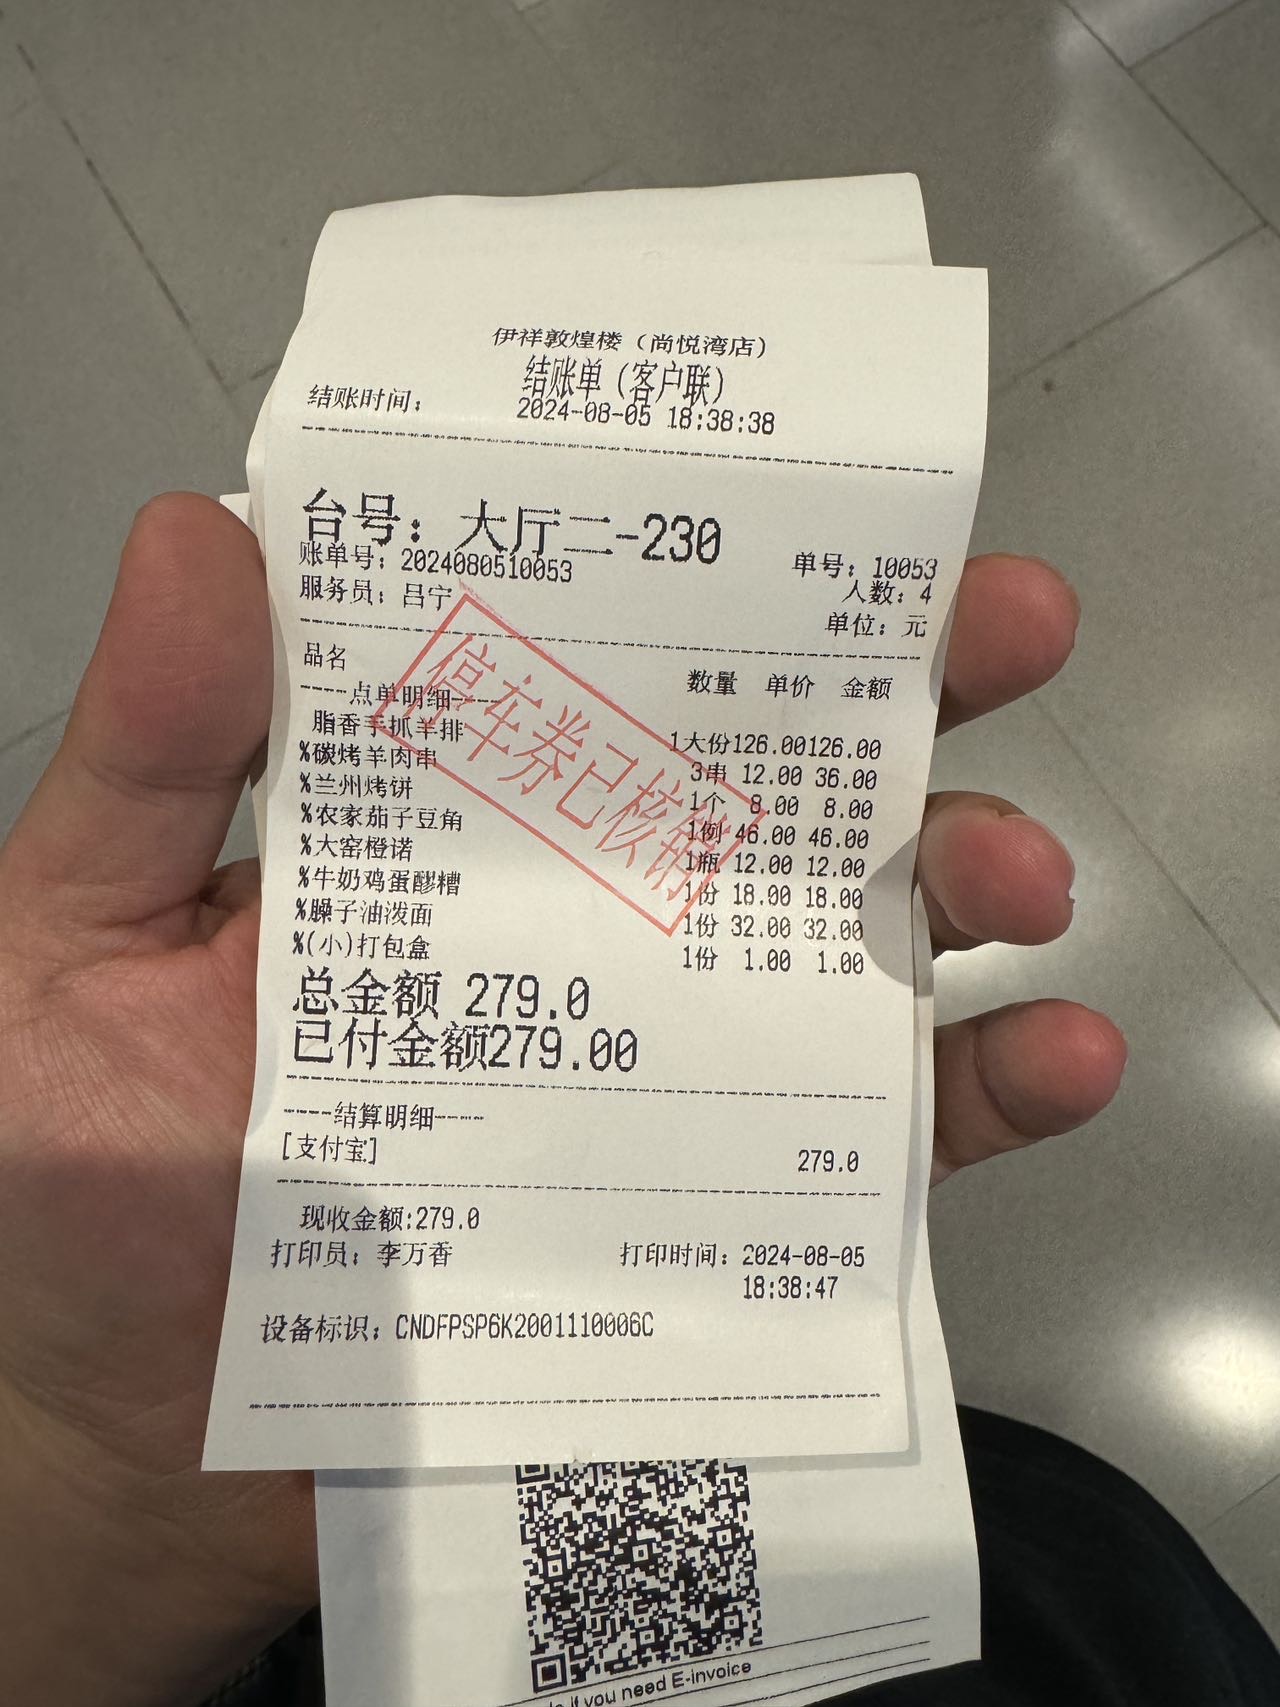 伊祥敦煌楼（尚悦湾店）
结账单（客户联）
结账时间： 2024-08-05 18:38:38
台号：大厅二-230
账单号：2024080510053 单号：10053
服务员：吕宁 人数：4
单位：元
品名 数量 单价 金额
----点单明细----
脂香手抓羊排 1大份126.00126.00
%碳烤羊肉串 3串 12.00 36.00
%兰州烤饼 1个 8.00 8.00
%农家茄子豆角 1例 46.00 46.00
%大窑橙诺 1瓶 12.00 12.00
%牛奶鸡蛋醪糟 1份 18.00 18.00
%臊子油泼面 1份 32.00 32.00
%(小)打包盒 1份 1.00 1.00
停车券已核销
总金额 279.0
已付金额279.00
----结算明细----
[支付宝] 279.0
现收金额:279.0
打印员：李万香 打印时间：2024-08-05
18:38:47
设备标识：CNDFPSP6K2001110006C
if you need E-invoice